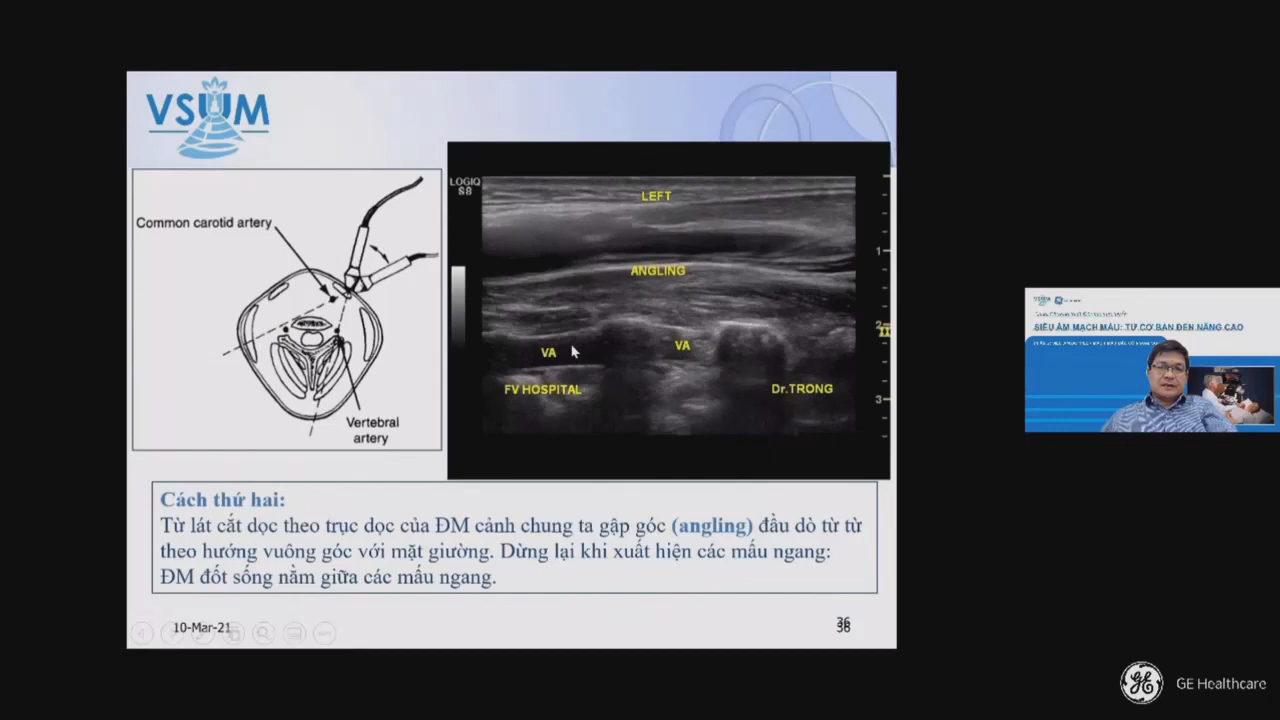 VSUM
Common carotid artery
Vertebral
artery
LOGIQ
S8
LEFT
ANGLING
VA
VA
FV HOSPITAL
Dr.TRONG
1
2
3
Cách thứ hai:
Từ lát cắt dọc theo trục dọc của ĐM cảnh chung ta gập góc (angling) đầu dò từ từ
theo hướng vuông góc với mặt giường. Dừng lại khi xuất hiện các mấu ngang:
ĐM đốt sống nằm giữa các mấu ngang.
10-Mar-21
36
SIÊU ÂM MẠCH MÁU: TỪ CƠ BẢN ĐẾN NÂNG CAO
GE Healthcare